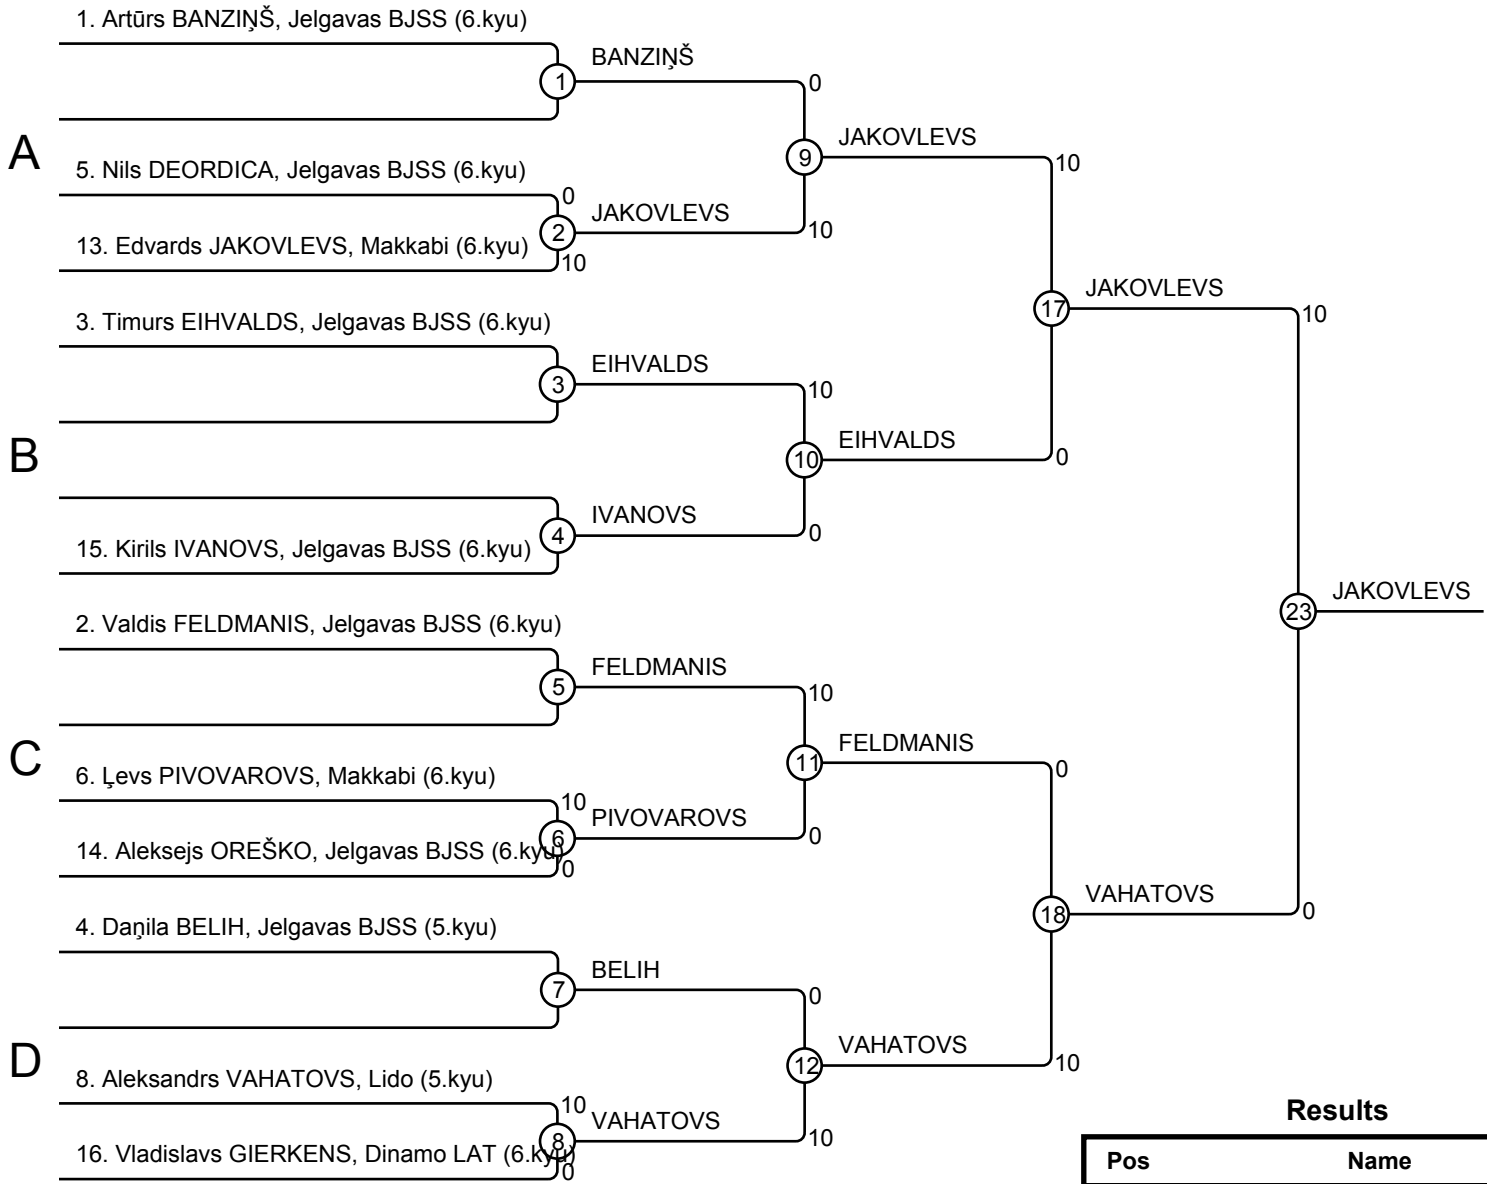 1. Artūrs BANZIŅŠ, Jelgavas BJSS (6.kyu)
BANZIŅŠ
1
0
A
JAKOVLEVS
9
10
5. Nils DEORDICA, Jelgavas BJSS (6.kyu)
0
JAKOVLEVS
2
10
13. Edvards JAKOVLEVS, Makkabi (6.kyu)
10
JAKOVLEVS
17
10
3. Timurs EIHVALDS, Jelgavas BJSS (6.kyu)
EIHVALDS
3
10
B
EIHVALDS
10
0
IVANOVS
4
0
15. Kirils IVANOVS, Jelgavas BJSS (6.kyu)
JAKOVLEVS
23
2. Valdis FELDMANIS, Jelgavas BJSS (6.kyu)
FELDMANIS
5
10
C
FELDMANIS
11
0
6. Ļevs PIVOVAROVS, Makkabi (6.kyu)
10
PIVOVAROVS
6
0
14. Aleksejs OREŠKO, Jelgavas BJSS (6.kyu)
0
VAHATOVS
18
0
4. Daņila BELIH, Jelgavas BJSS (5.kyu)
BELIH
7
0
D
VAHATOVS
12
10
8. Aleksandrs VAHATOVS, Lido (5.kyu)
10
VAHATOVS
8
10
16. Vladislavs GIERKENS, Dinamo LAT (6.kyu)
0
Results
Pos Name